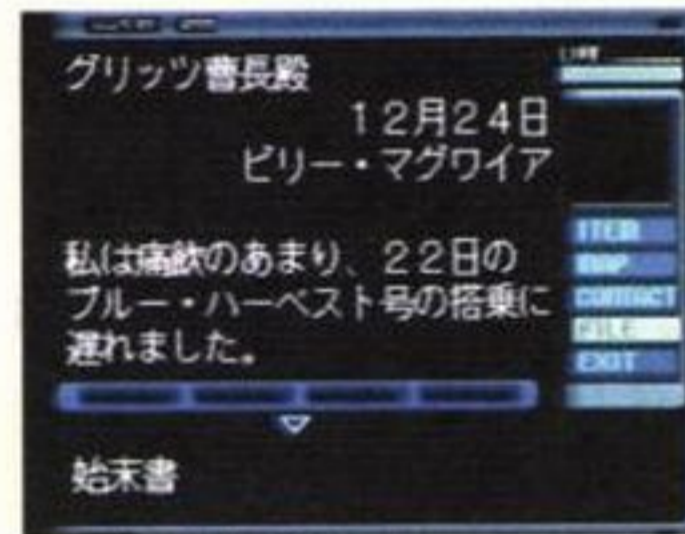 グリッツ曹長殿
12月24日
ビリー・マグワイア
私は痛飲のあまり、22日の
ブルー・ハーベスト号の搭乗に
遅れました。
LIFE
ITEM
MAP
CONTACT
FILE
EXIT
始末書